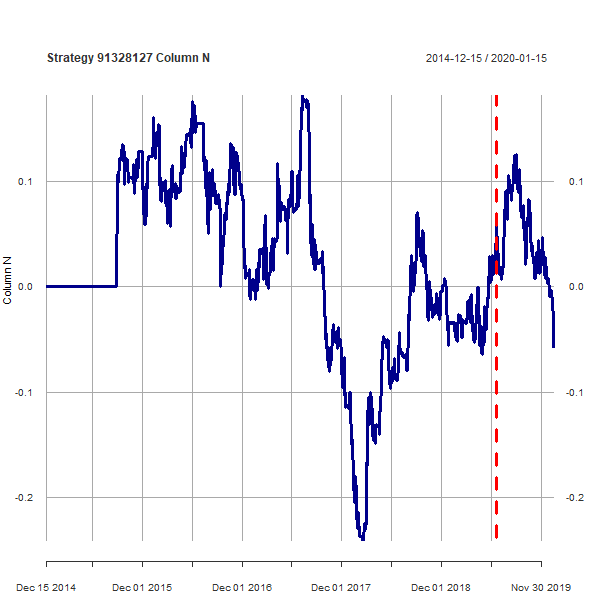 Strategy 91328127 Column N
2014-12-15 / 2020-01-15
0.1
0.1
0.0
0.0
-0.1
-0.1
-0.2
-0.2
Column N
Dec 15 2014
Dec 01 2015
Dec 01 2016
Dec 01 2017
Dec 01 2018
Nov 30 2019